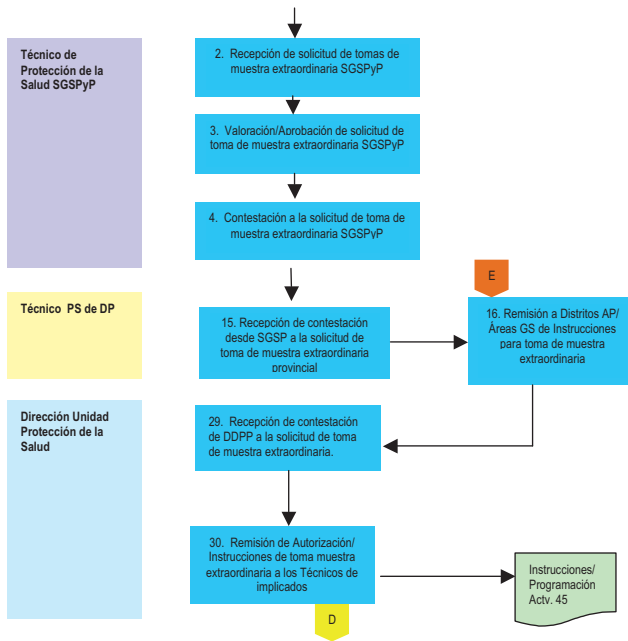 Técnico de
Protección de la
Salud SGSPyP
2. Recepción de solicitud de tomas de
muestra extraordinaria SGSPyP
3. Valoración/Aprobación de solicitud de
toma de muestra extraordinaria SGSPyP
4. Contestación a la solicitud de toma de
muestra extraordinaria SGSPyP
E
Técnico PS de DP
15. Recepción de contestación
desde SGSP a la solicitud de
toma de muestra extraordinaria
provincial
16. Remisión a Distritos AP/
Áreas GS de Instrucciones
para toma de muestra
extraordinaria
Dirección Unidad
Protección de la
Salud
29. Recepción de contestación
de DDPP a la solicitud de toma
de muestra extraordinaria.
30. Remisión de Autorización/
Instrucciones de toma muestra
extraordinaria a los Técnicos de
implicados
Instrucciones/
Programación
Actv. 45
D